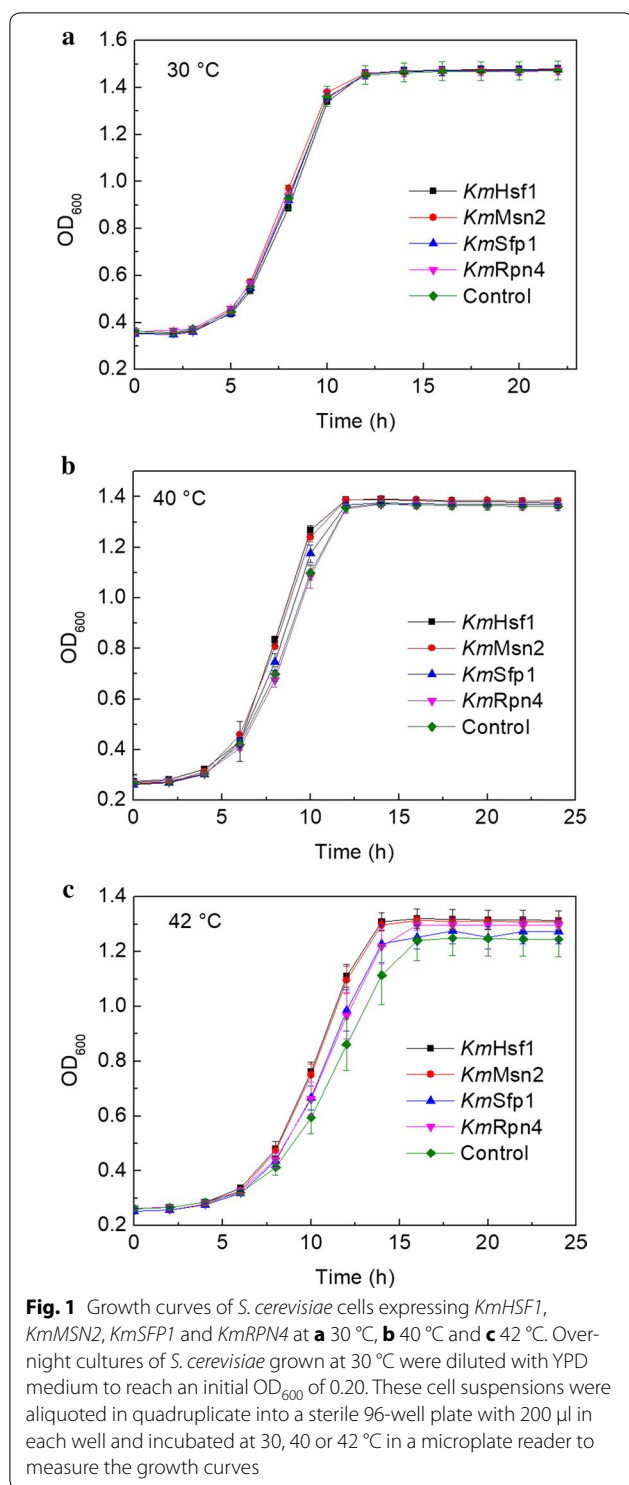 a
30 °C
1.4
1.2
1.0
0.8
0.6
0.4
0.2
OD600
KmHsf1
KmMsn2
KmSfp1
KmRpn4
Control
0 5 10 15 20
Time (h)
b
40 °C
1.4
1.2
1.0
0.8
0.6
0.4
0.2
OD600
KmHsf1
KmMsn2
KmSfp1
KmRpn4
Control
0 5 10 15 20 25
Time (h)
c
42 °C
1.4
1.2
1.0
0.8
0.6
0.4
0.2
OD600
KmHsf1
KmMsn2
KmSfp1
KmRpn4
Control
0 5 10 15 20 25
Time (h)
Fig. 1 Growth curves of S. cerevisiae cells expressing KmHSF1,
KmMSN2, KmSFP1 and KmRPN4 at a 30 °C, b 40 °C and c 42 °C. Over-
night cultures of S. cerevisiae grown at 30 °C were diluted with YPD
medium to reach an initial OD600 of 0.20. These cell suspensions were
aliquoted in quadruplicate into a sterile 96-well plate with 200 µl in
each well and incubated at 30, 40 or 42 °C in a microplate reader to
measure the growth curves